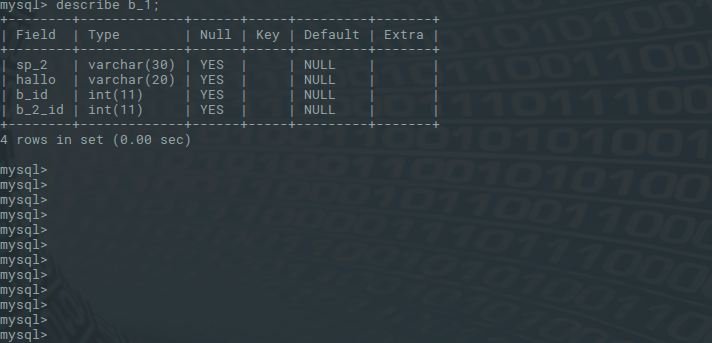 mysql> describe b_1;
+--------+-------------+------+-----+---------+-------+
| Field  | Type        | Null | Key | Default | Extra |
+--------+-------------+------+-----+---------+-------+
| sp_2   | varchar(30) | YES  |     | NULL    |       |
| hallo  | varchar(20) | YES  |     | NULL    |       |
| b_id   | int(11)     | YES  |     | NULL    |       |
| b_2_id | int(11)     | YES  |     | NULL    |       |
+--------+-------------+------+-----+---------+-------+
4 rows in set (0.00 sec)
mysql>
mysql>
mysql>
mysql>
mysql>
mysql>
mysql>
mysql>
mysql>
mysql>
mysql>
mysql>